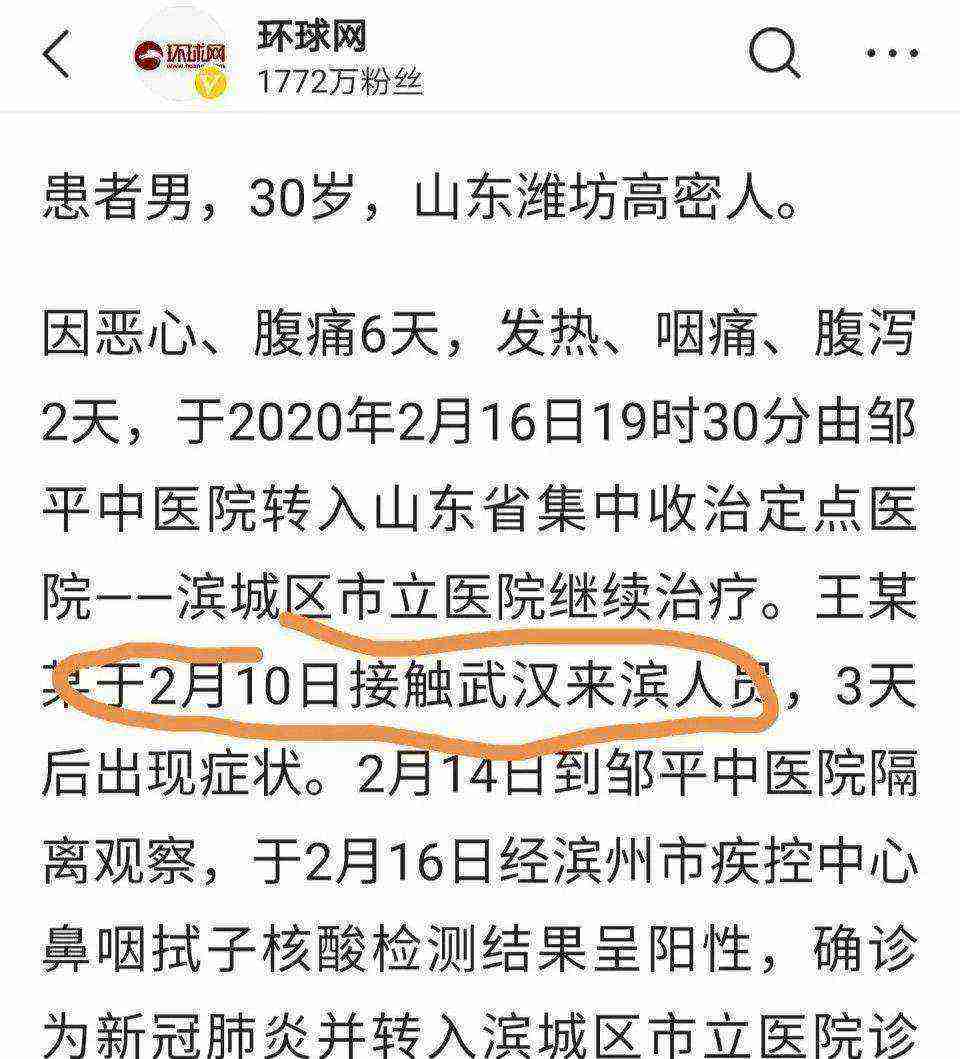 环球网
环球网
1772万粉丝
患者男，30岁，山东潍坊高密人。
因恶心、腹痛6天，发热、咽痛、腹泻
2天，于2020年2月16日19时30分由邹
平中医院转入山东省集中收治定点医
院——滨城区市立医院继续治疗。王某
某于2月10日接触武汉来滨人员，3天
后出现症状。2月14日到邹平中医院隔
离观察，于2月16日经滨州市疾控中心
鼻咽拭子核酸检测结果呈阳性，确诊
为新冠肺炎并转入滨城区市立医院诊